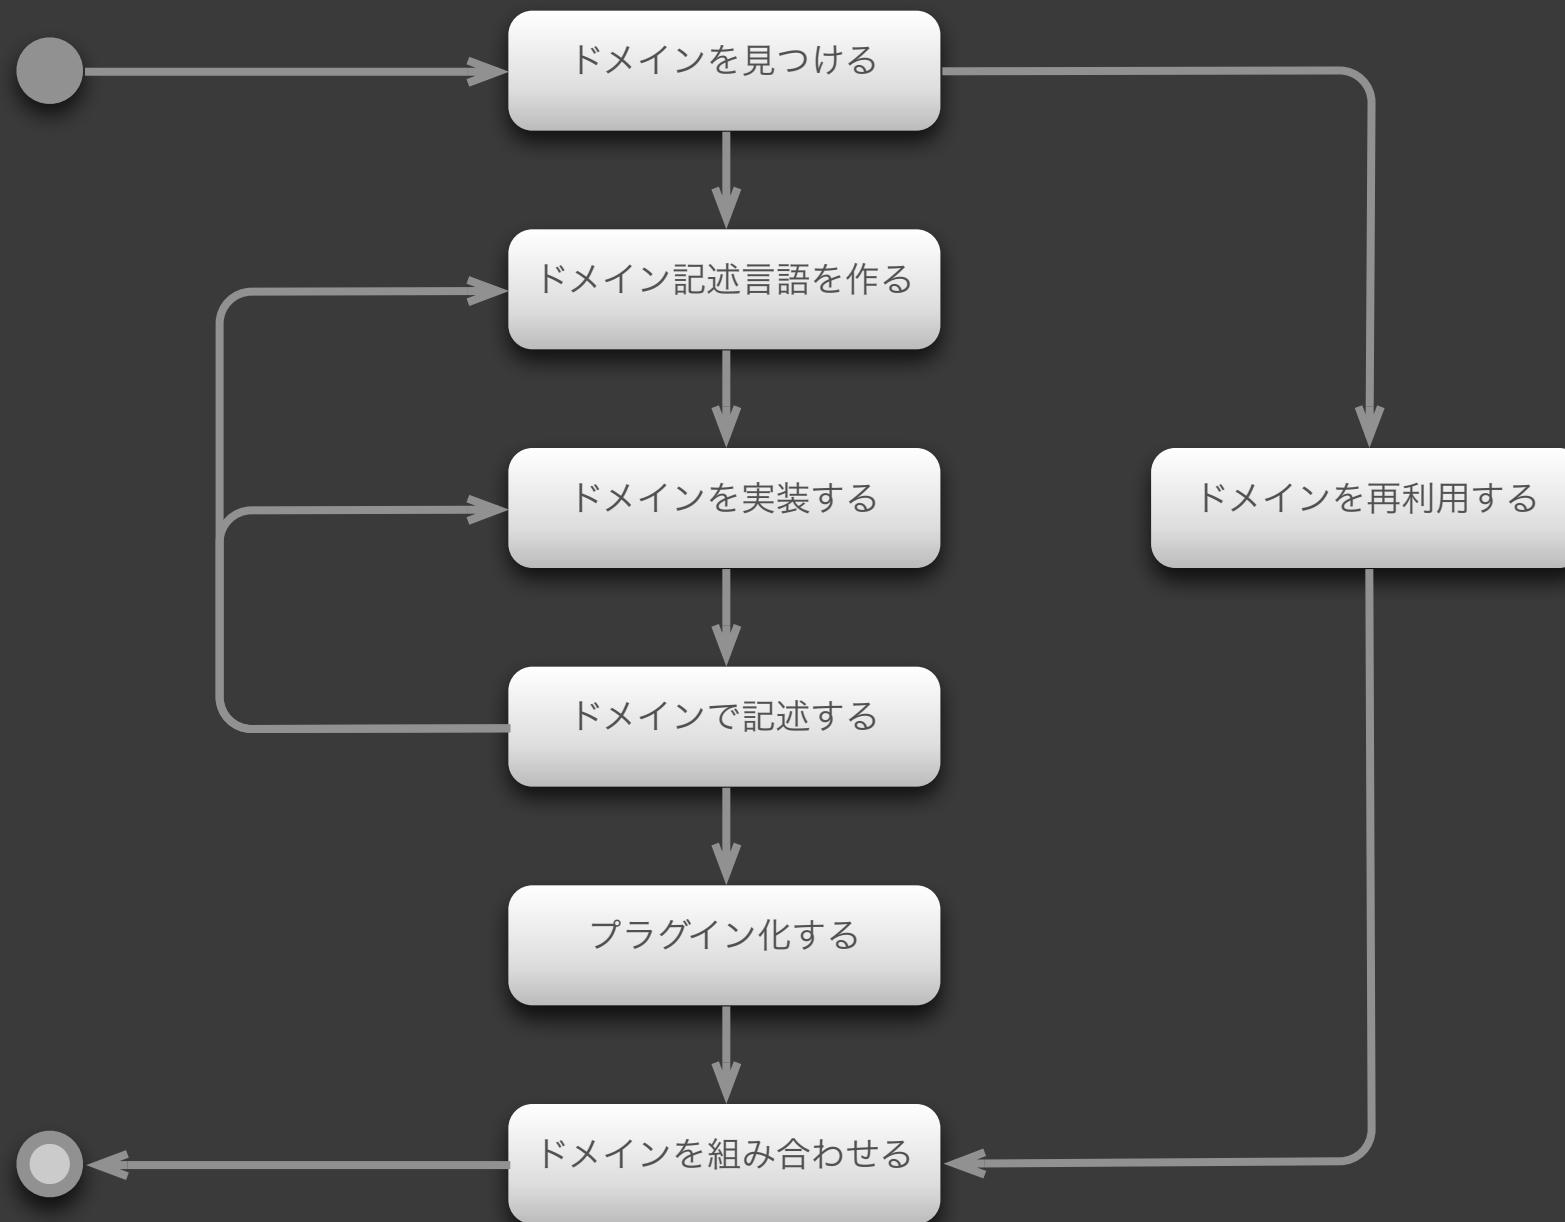 ドメインを見つける
ドメイン記述言語を作る
ドメインを実装する
ドメインを再利用する
ドメインで記述する
プラグイン化する
ドメインを組み合わせる